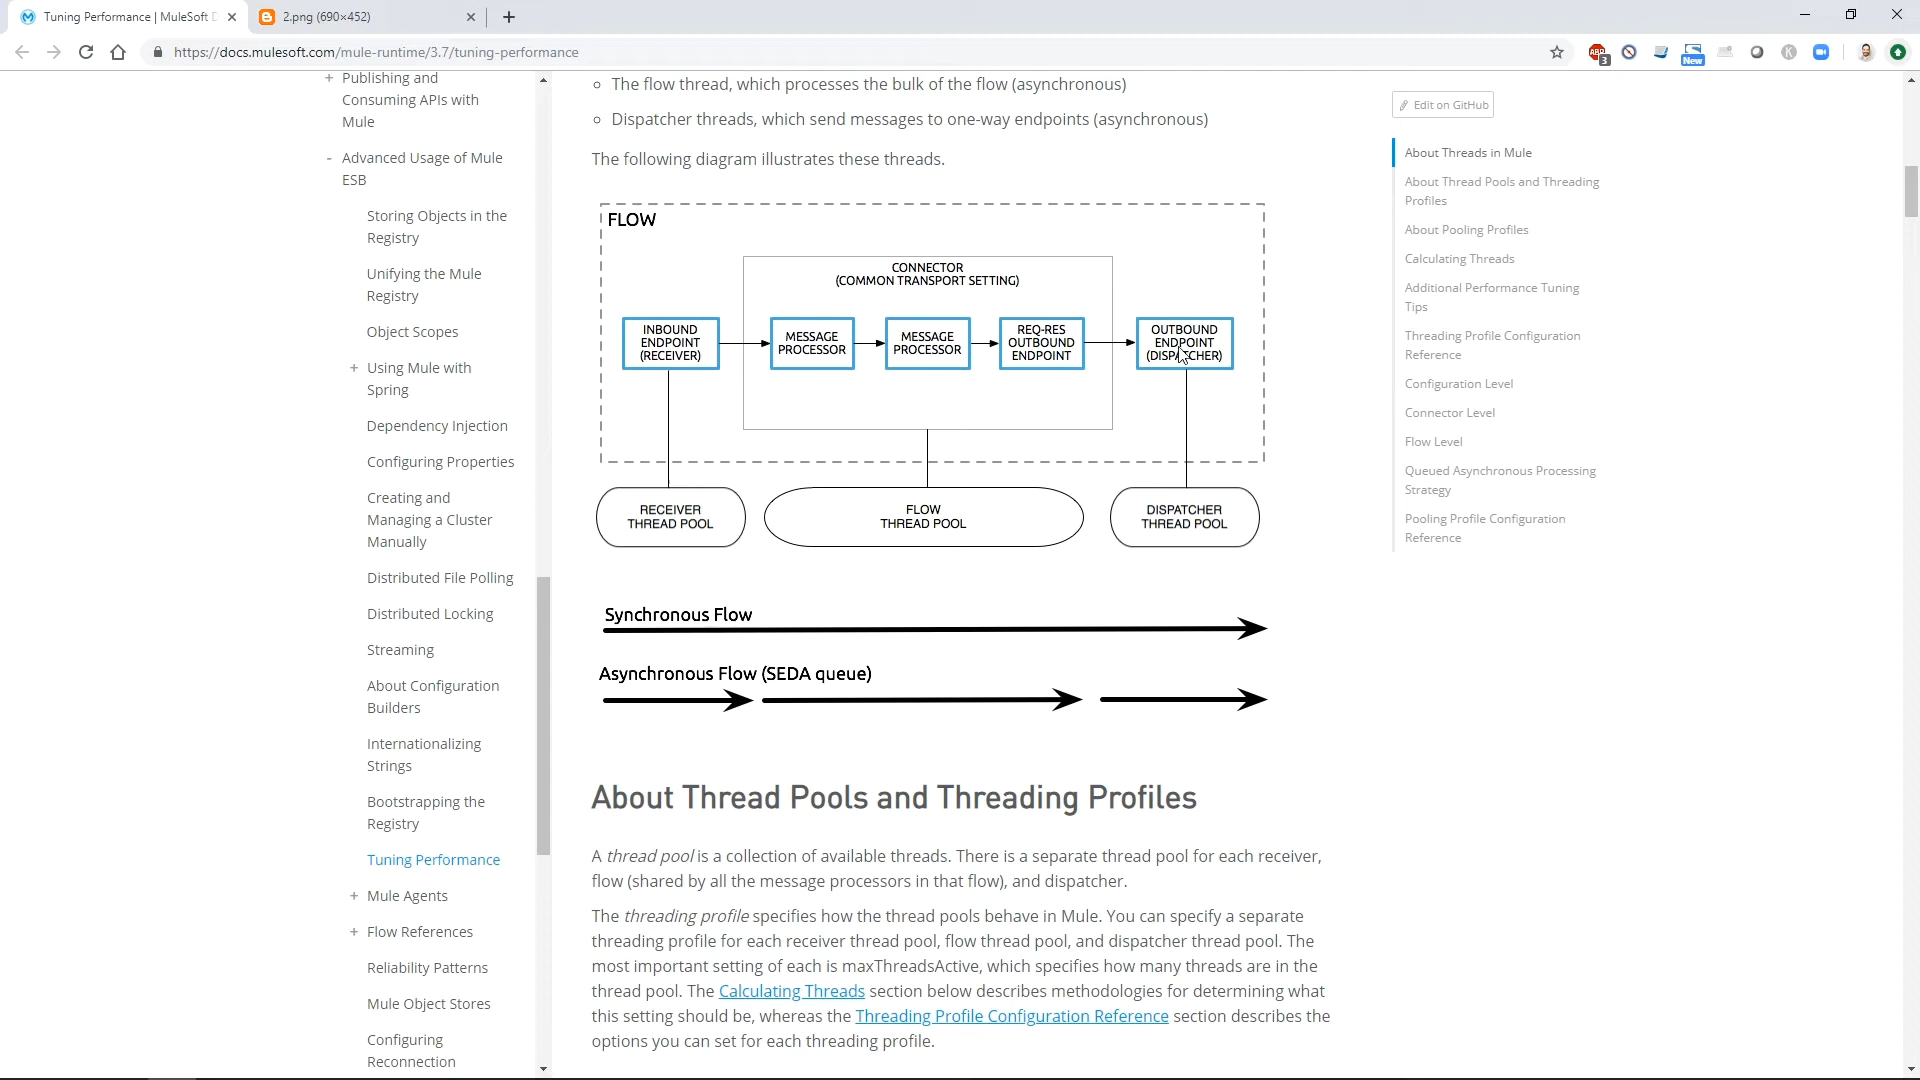 Tuning Performance | MuleSoft D
2.png (690×452)
https://docs.mulesoft.com/mule-runtime/3.7/tuning-performance
3
New
K
+ Publishing and
Consuming APIs with
Mule
- Advanced Usage of Mule
ESB
Storing Objects in the
Registry
Unifying the Mule
Registry
Object Scopes
+ Using Mule with
Spring
Dependency Injection
Configuring Properties
Creating and
Managing a Cluster
Manually
Distributed File Polling
Distributed Locking
Streaming
About Configuration
Builders
Internationalizing
Strings
Bootstrapping the
Registry
Tuning Performance
+ Mule Agents
+ Flow References
Reliability Patterns
Mule Object Stores
Configuring
Reconnection
The flow thread, which processes the bulk of the flow (asynchronous)
Dispatcher threads, which send messages to one-way endpoints (asynchronous)
The following diagram illustrates these threads.
FLOW
CONNECTOR
(COMMON TRANSPORT SETTING)
INBOUND
ENDPOINT
(RECEIVER)
MESSAGE
PROCESSOR
MESSAGE
PROCESSOR
REQ-RES
OUTBOUND
ENDPOINT
OUTBOUND
ENDPOINT
(DISPATCHER)
RECEIVER
THREAD POOL
FLOW
THREAD POOL
DISPATCHER
THREAD POOL
Synchronous Flow
Asynchronous Flow (SEDA queue)
About Thread Pools and Threading Profiles
A thread pool is a collection of available threads. There is a separate thread pool for each receiver,
flow (shared by all the message processors in that flow), and dispatcher.
The threading profile specifies how the thread pools behave in Mule. You can specify a separate
threading profile for each receiver thread pool, flow thread pool, and dispatcher thread pool. The
most important setting of each is maxThreadsActive, which specifies how many threads are in the
thread pool. The Calculating Threads section below describes methodologies for determining what
this setting should be, whereas the Threading Profile Configuration Reference section describes the
options you can set for each threading profile.
Edit on GitHub
About Threads in Mule
About Thread Pools and Threading
Profiles
About Pooling Profiles
Calculating Threads
Additional Performance Tuning
Tips
Threading Profile Configuration
Reference
Configuration Level
Connector Level
Flow Level
Queued Asynchronous Processing
Strategy
Pooling Profile Configuration
Reference